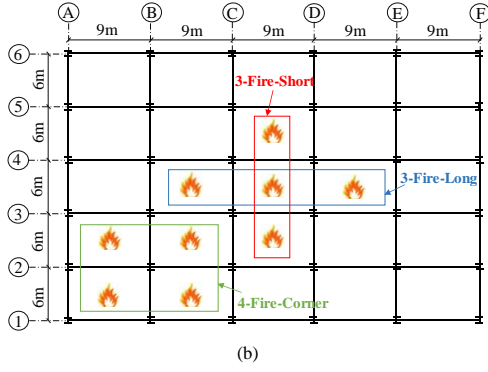 A B C D E F
9m 9m 9m 9m 9m
6
6m
3-Fire-Short
5
6m
4
3-Fire-Long
6m
3
6m
2
4-Fire-Corner
6m
1
(b)